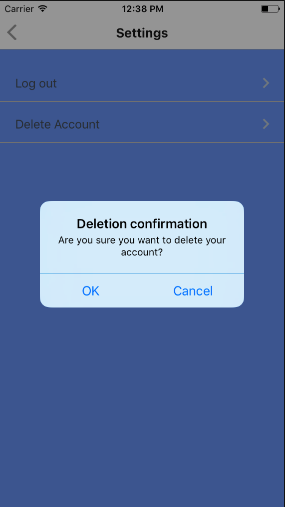 Carrier 12:38 PM
Settings
Log out
Delete Account
Deletion confirmation
Are you sure you want to delete your
account?
OK Cancel